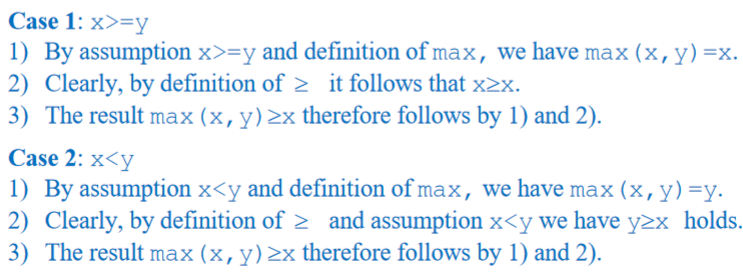 Case 1: x>=y
1) By assumption x>=y and definition of max, we have max(x,y)=x.
2) Clearly, by definition of ≥ it follows that x≥x.
3) The result max(x,y)≥x therefore follows by 1) and 2).
Case 2: x<y
1) By assumption x<y and definition of max, we have max(x,y)=y.
2) Clearly, by definition of ≥ and assumption x<y we have y≥x holds.
3) The result max(x,y)≥x therefore follows by 1) and 2).